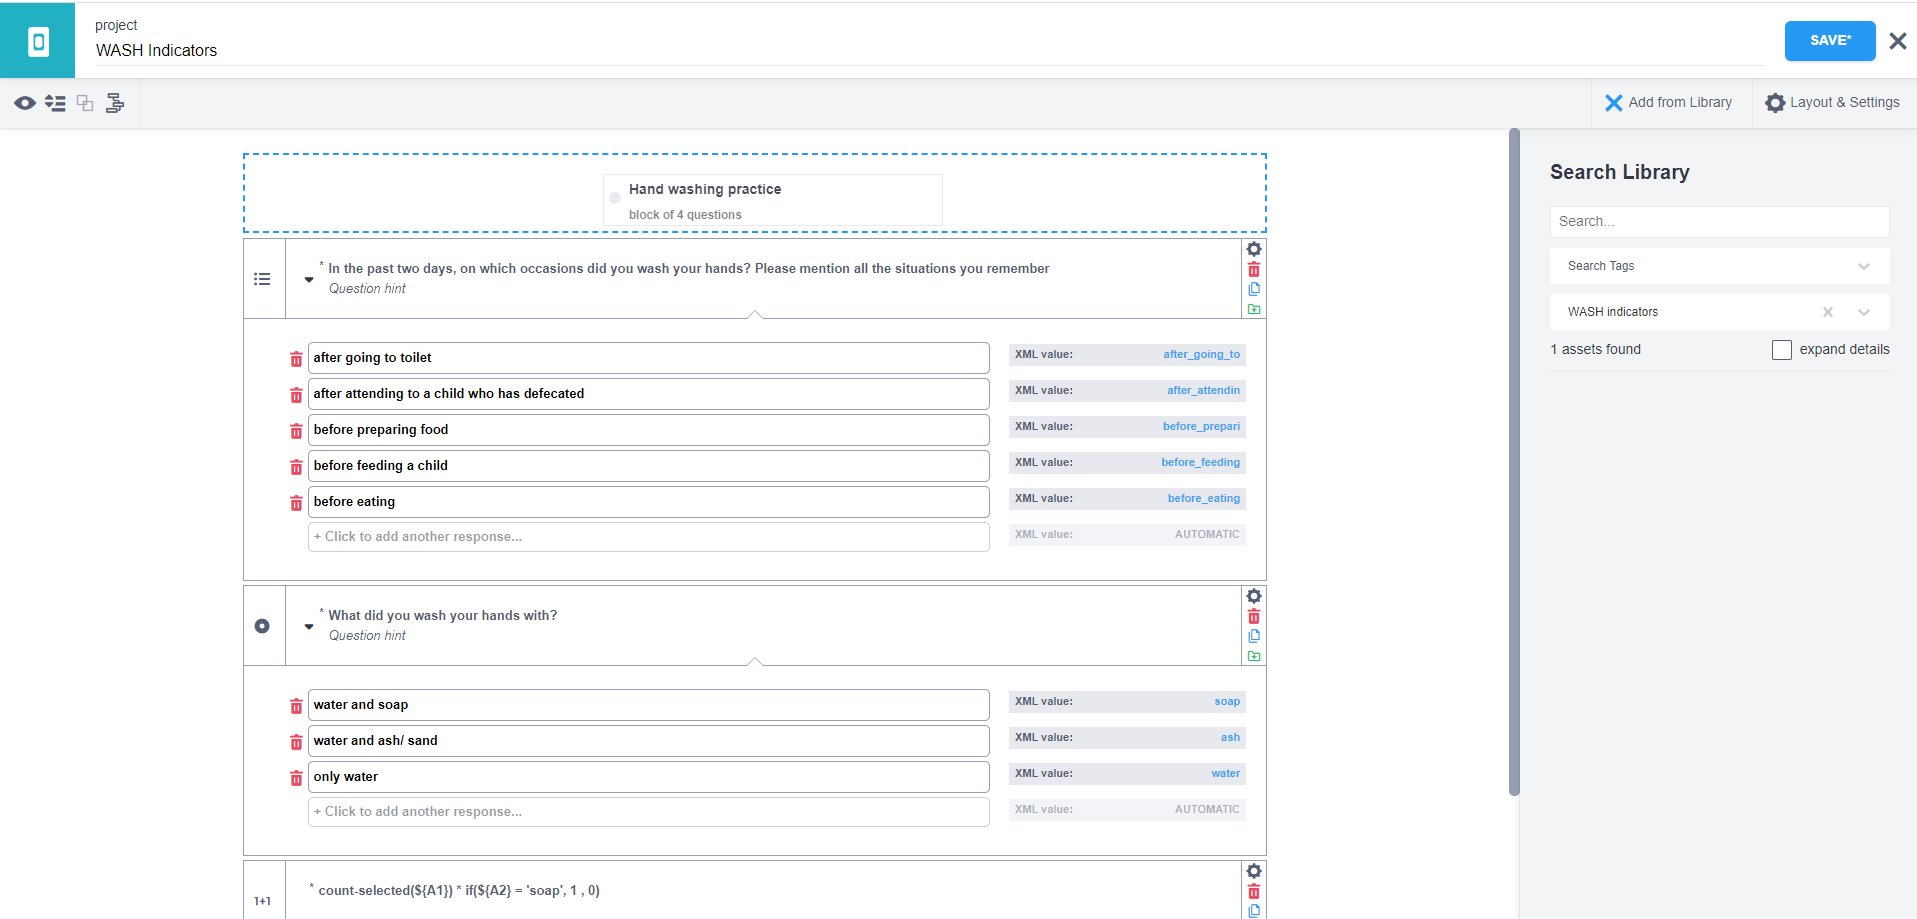 project
WASH Indicators
SAVE*
Add from Library
Layout & Settings
Hand washing practice
block of 4 questions
* In the past two days, on which occasions did you wash your hands? Please mention all the situations you remember
Question hint
after going to toilet
XML value: after_going_to
after attending to a child who has defecated
XML value: after_attendin
before preparing food
XML value: before_prepari
before feeding a child
XML value: before_feeding
before eating
XML value: before_eating
+ Click to add another response...
XML value: AUTOMATIC
* What did you wash your hands with?
Question hint
water and soap
XML value: soap
water and ash/ sand
XML value: ash
only water
XML value: water
+ Click to add another response...
XML value: AUTOMATIC
1+1
* count-selected(${A1}) * if(${A2} = 'soap', 1 , 0)
Search Library
Search...
Search Tags
WASH indicators
1 assets found
expand details